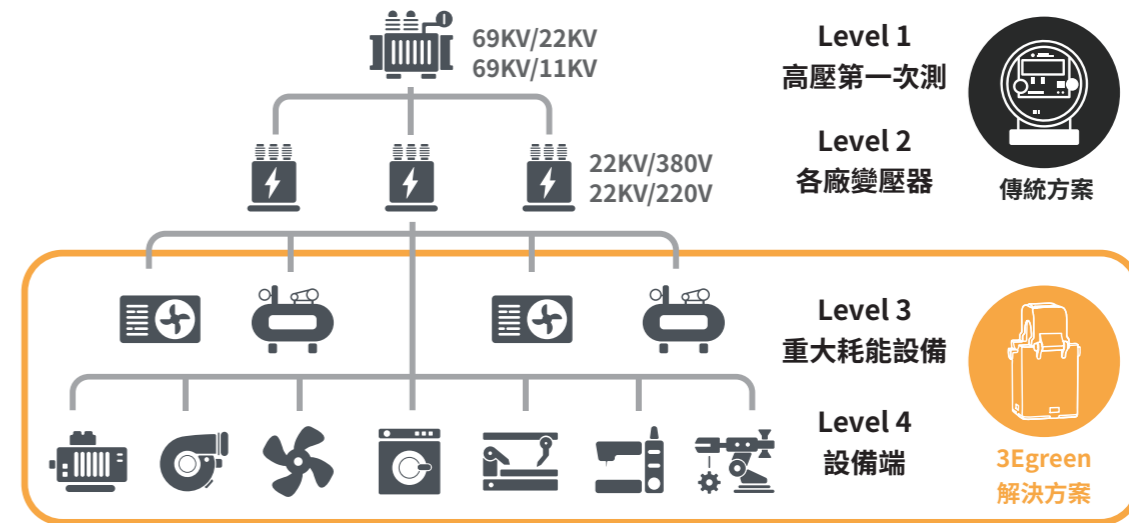 69KV/22KV
69KV/11KV
Level 1
高壓第一次測
22KV/380V
22KV/220V
Level 2
各廠變壓器
傳統方案
Level 3
重大耗能設備
Level 4
設備端
3Egreen
解決方案